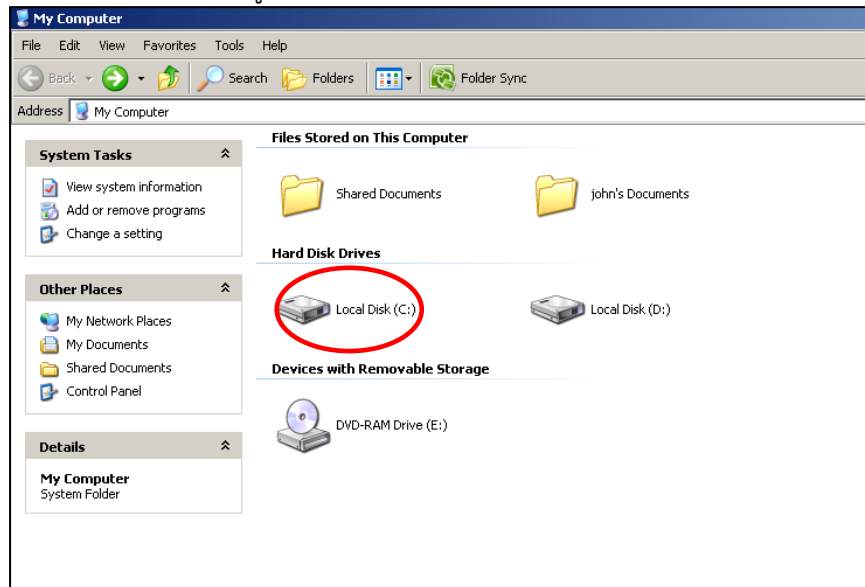 My Computer
File Edit View Favorites Tools Help
Back Search Folders Folder Sync
Address My Computer
System Tasks
View system information
Add or remove programs
Change a setting
Other Places
My Network Places
My Documents
Shared Documents
Control Panel
Details
My Computer
System Folder
Files Stored on This Computer
Shared Documents john's Documents
Hard Disk Drives
Local Disk (C:) Local Disk (D:)
Devices with Removable Storage
DVD-RAM Drive (E:)